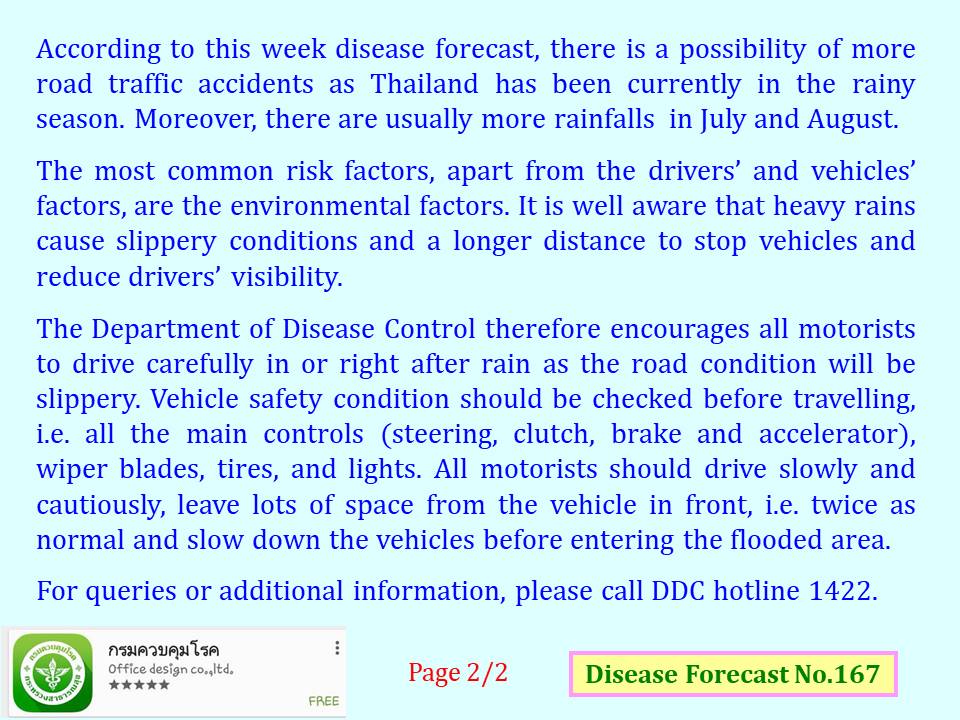 According to this week disease forecast, there is a possibility of more
road traffic accidents as Thailand has been currently in the rainy
season. Moreover, there are usually more rainfalls in July and August.
The most common risk factors, apart from the drivers’ and vehicles’
factors, are the environmental factors. It is well aware that heavy rains
cause slippery conditions and a longer distance to stop vehicles and
reduce drivers’ visibility.
The Department of Disease Control therefore encourages all motorists
to drive carefully in or right after rain as the road condition will be
slippery. Vehicle safety condition should be checked before travelling,
i.e. all the main controls (steering, clutch, brake and accelerator),
wiper blades, tires, and lights. All motorists should drive slowly and
cautiously, leave lots of space from the vehicle in front, i.e. twice as
normal and slow down the vehicles before entering the flooded area.
For queries or additional information, please call DDC hotline 1422.
กรมควบคุมโรค
Office design co.,ltd.
FREE
Page 2/2
Disease Forecast No.167